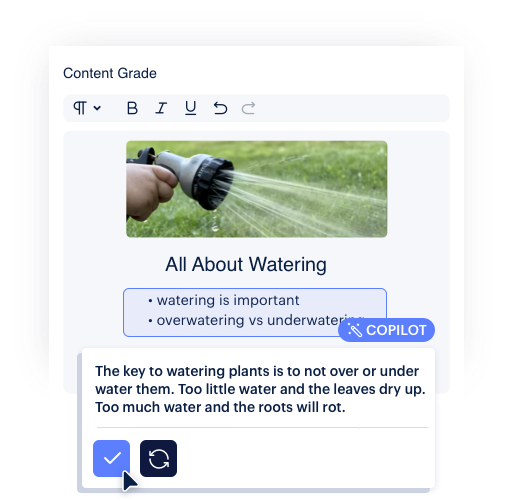 Content Grade
B I U
All About Watering
• watering is important
• overwatering vs underwatering
COPILOT
The key to watering plants is to not over or under
water them. Too little water and the leaves dry up.
Too much water and the roots will rot.